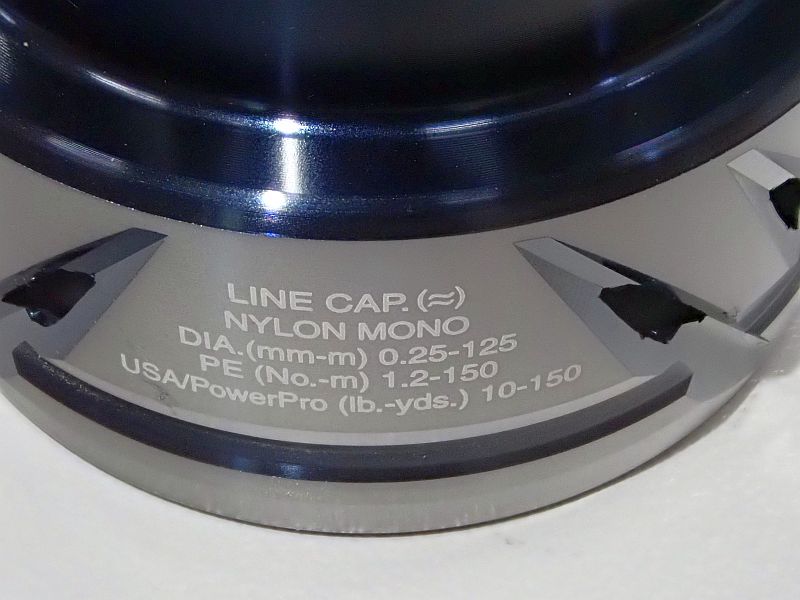 LINE CAP.(≈)
NYLON MONO
DIA.(mm-m) 0.25-125
PE (No.-m) 1.2-150
USA/PowerPro (lb.-yds.) 10-150